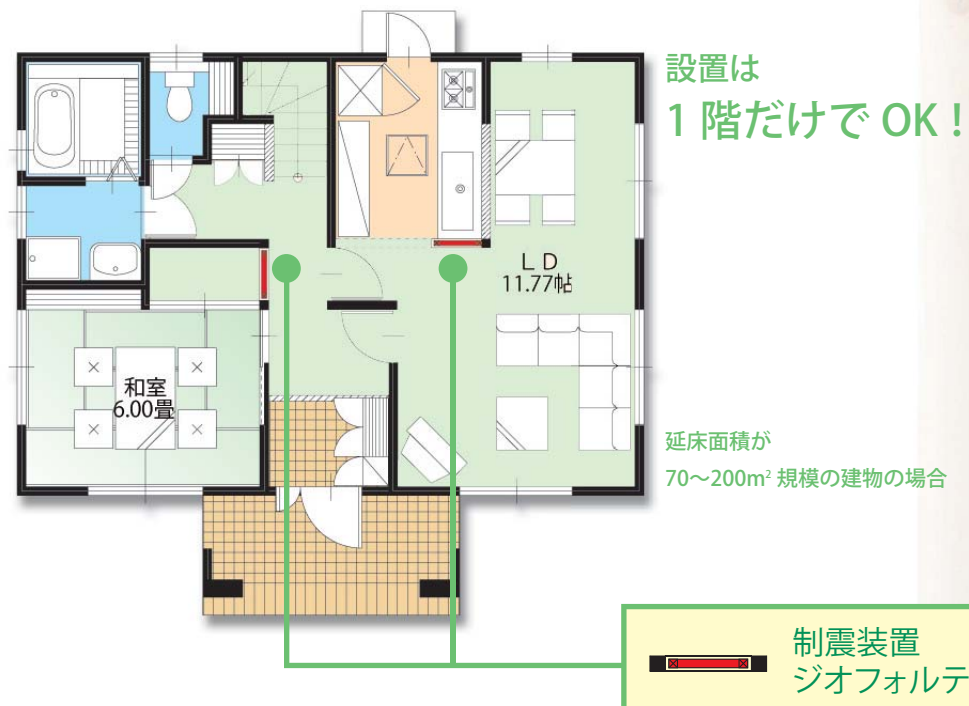 設置は
1階だけでOK！
LD
11.77帖
和室
6.00畳
延床面積が
70〜200m² 規模の建物の場合
制震装置
ジオフォルテ